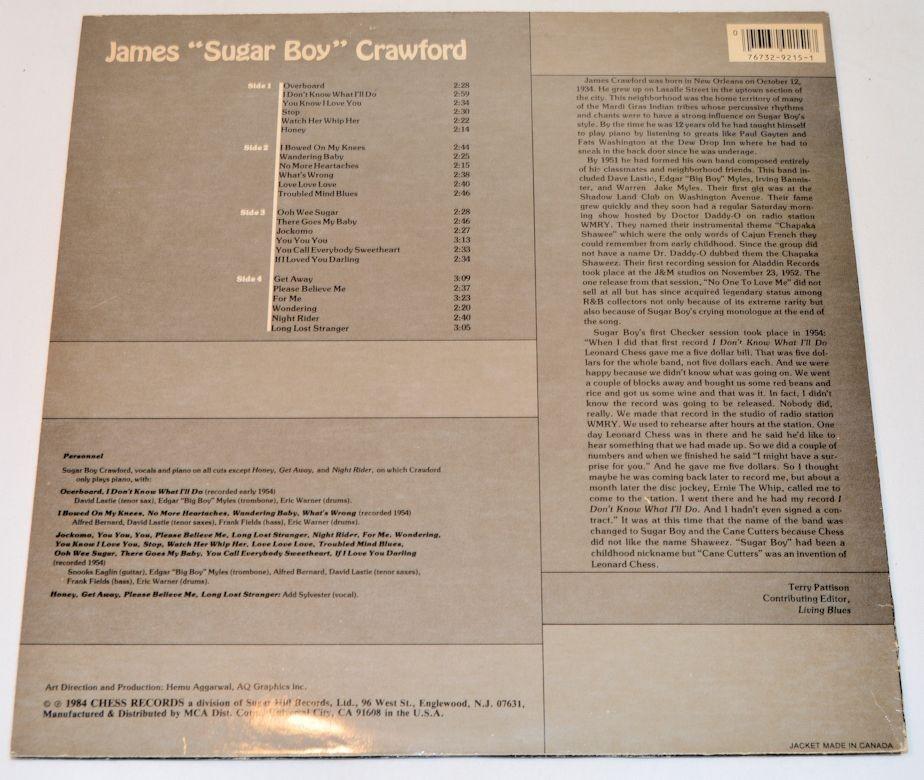 James "Sugar Boy" Crawford
0
76732-9215-1
Side 1 Overboard 2:28
I Don't Know What I'll Do 2:59
You Know I Love You 2:34
Stop 2:30
Watch Her Whip Her 2:22
Honey 2:14
Side 2 I Bowed On My Knees 2:44
Wandering Baby 2:25
No More Heartaches 2:15
What's Wrong 2:38
Love Love Love 2:40
Troubled Mind Blues 2:46
Side 3 Ooh Wee Sugar 2:28
There Goes My Baby 2:46
Jockomo 2:27
You You You 3:13
You Call Everybody Sweetheart 2:33
If I Loved You Darling 2:34
Side 4 Get Away 3:09
Please Believe Me 2:37
For Me 3:23
Wondering 2:20
Night Rider 2:40
Long Lost Stranger 3:05
Personnel
Sugar Boy Crawford, vocals and piano on all cuts except Honey, Get Away, and Night Rider, on which Crawford
only plays piano, with:
Overboard, I Don't Know What I'll Do (recorded early 1954)
David Lastie (tenor sax), Edgar "Big Boy" Myles (trombone), Eric Warner (drums).
I Bowed On My Knees, No More Heartaches, Wandering Baby, What's Wrong (recorded 1954)
Alfred Bernard, David Lastie (tenor saxes), Frank Fields (bass), Eric Warner (drums).
Jockomo, You You, You, Please Believe Me, Long Lost Stranger, Night Rider, For Me, Wondering,
You Know I Love You, Stop, Watch Her Whip Her, Love Love Love, Troubled Mind Blues,
Ooh Wee Sugar, There Goes My Baby, You Call Everybody Sweetheart, If I Love You Darling
(recorded 1954)
Snooks Eaglin (guitar), Edgar "Big Boy" Myles (trombone), Alfred Bernard, David Lastie (tenor saxes),
Frank Fields (bass), Eric Warner (drums).
Honey, Get Away, Please Believe Me, Long Lost Stranger: Add Sylvester (vocal).
Art Direction and Production: Hemu Aggarwal, AQ Graphics Inc.
© ℗ 1984 CHESS RECORDS a division of Sugar Hill Records, Ltd., 96 West St., Englewood, N.J. 07631,
Manufactured & Distributed by MCA Dist. Corp., Universal City, CA 91608 in the U.S.A.
James Crawford was born in New Orleans on October 12,
1934. He grew up on Lasalle Street in the uptown section of
the city. This neighborhood was the home territory of many
of the Mardi Gras Indian tribes whose percussive rhythms
and chants were to have a strong influence on Sugar Boy's
style. By the time he was 12 years old he had taught himself
to play piano by listening to greats like Paul Gayten and
Fats Washington at the Dew Drop Inn where he had to
sneak in the back door since he was underage.
By 1951 he had formed his own band composed entirely
of his classmates and neighborhood friends. This band in-
cluded Dave Lastie, Edgar "Big Boy" Myles, Irving Bannis-
ter, and Warren Jake Myles. Their first gig was at the
Shadow Land Club on Washington Avenue. Their fame
grew quickly and they soon had a regular Saturday morn-
ing show hosted by Doctor Daddy-O on radio station
WMRY. They named their instrumental theme "Chapaka
Shawee" which were the only words of Cajun French they
could remember from early childhood. Since the group did
not have a name Dr. Daddy-O dubbed them the Chapaka
Shaweez. Their first recording session for Aladdin Records
took place at the J&M studios on November 23, 1952. The
one release from that session, "No One To Love Me" did not
sell at all but has since acquired legendary status among
R&B collectors not only because of its extreme rarity but
also because of Sugar Boy's crying monologue at the end of
the song.
Sugar Boy's first Checker session took place in 1954:
"When I did that first record I Don't Know What I'll Do
Leonard Chess gave me a five dollar bill. That was five dol-
lars for the whole band, not five dollars each. And we were
happy because we didn't know what was going on. We went
a couple of blocks away and bought us some red beans and
rice and got us some wine and that was it. In fact, I didn't
know the record was going to be released. Nobody did,
really. We made that record in the studio of radio station
WMRY. We used to rehearse after hours at the station. One
day Leonard Chess was in there and he said he'd like to
hear something that we had made up. So we did a couple of
numbers and when we finished he said "I might have a sur-
prise for you." And he gave me five dollars. So I thought
maybe he was coming back later to record me, but about a
month later the disc jockey, Ernie The Whip, called me to
come to the station. I went there and he had my record I
Don't Know What I'll Do. And I hadn't even signed a con-
tract." It was at this time that the name of the band was
changed to Sugar Boy and the Cane Cutters because Chess
did not like the name Shaweez. "Sugar Boy" had been a
childhood nickname but "Cane Cutters" was an invention of
Leonard Chess.
Terry Pattison
Contributing Editor,
Living Blues
JACKET MADE IN CANADA